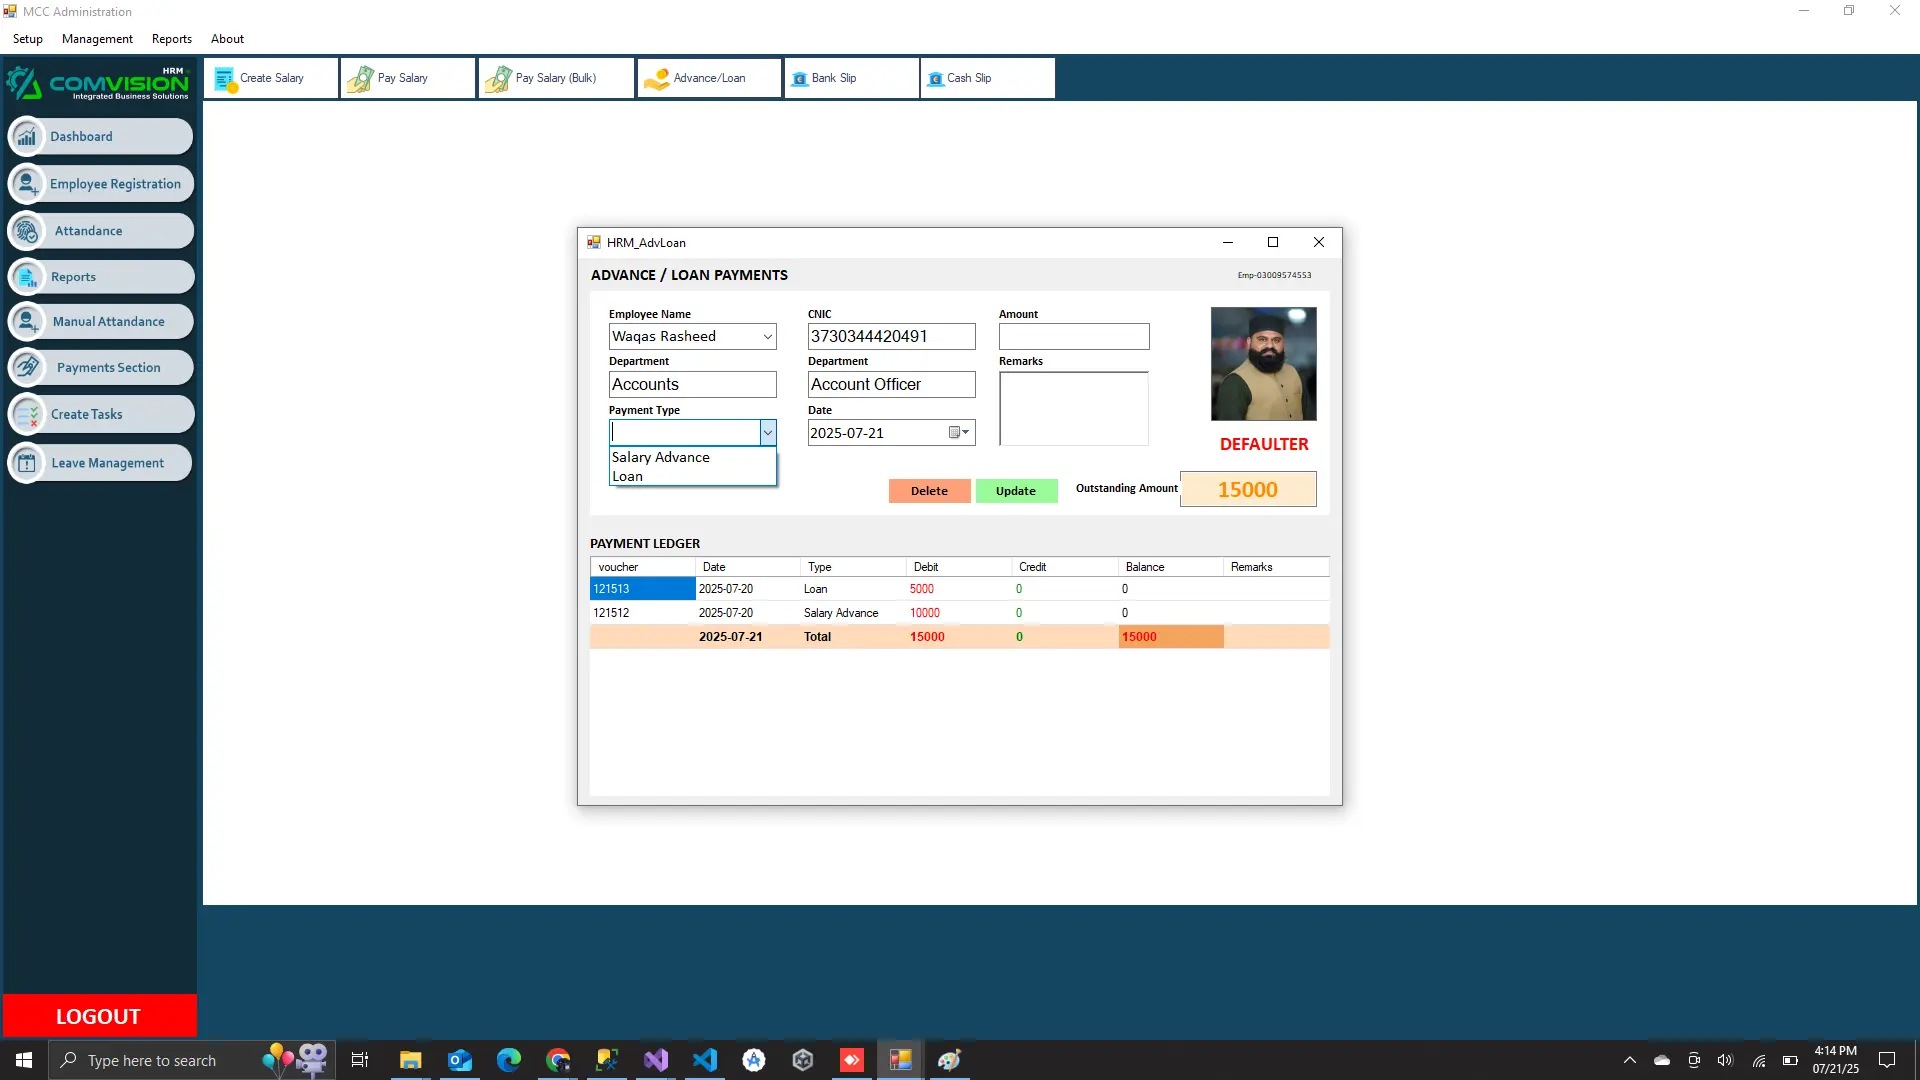 MCC Administration
Setup Management Reports About
HRM
COMVISION
Integrated Business Solutions
Create Salary Pay Salary Pay Salary (Bulk) Advance/Loan Bank Slip Cash Slip
Dashboard
Employee Registration
Attandance
Reports
Manual Attandance
Payments Section
Create Tasks
Leave Management
LOGOUT
HRM_AdvLoan
ADVANCE / LOAN PAYMENTS
Emp-03009574553
Employee Name CNIC Amount
Waqas Rasheed 3730344420491
Department Department Remarks
Accounts Account Officer
Payment Type Date
2025-07-21
DEFAULTER
Salary Advance
Loan
Delete Update Outstanding Amount 15000
PAYMENT LEDGER
voucher Date Type Debit Credit Balance Remarks
121513 2025-07-20 Loan 5000 0 0
121512 2025-07-20 Salary Advance 10000 0 0
2025-07-21 Total 15000 0 15000
Type here to search
4:14 PM
07/21/25